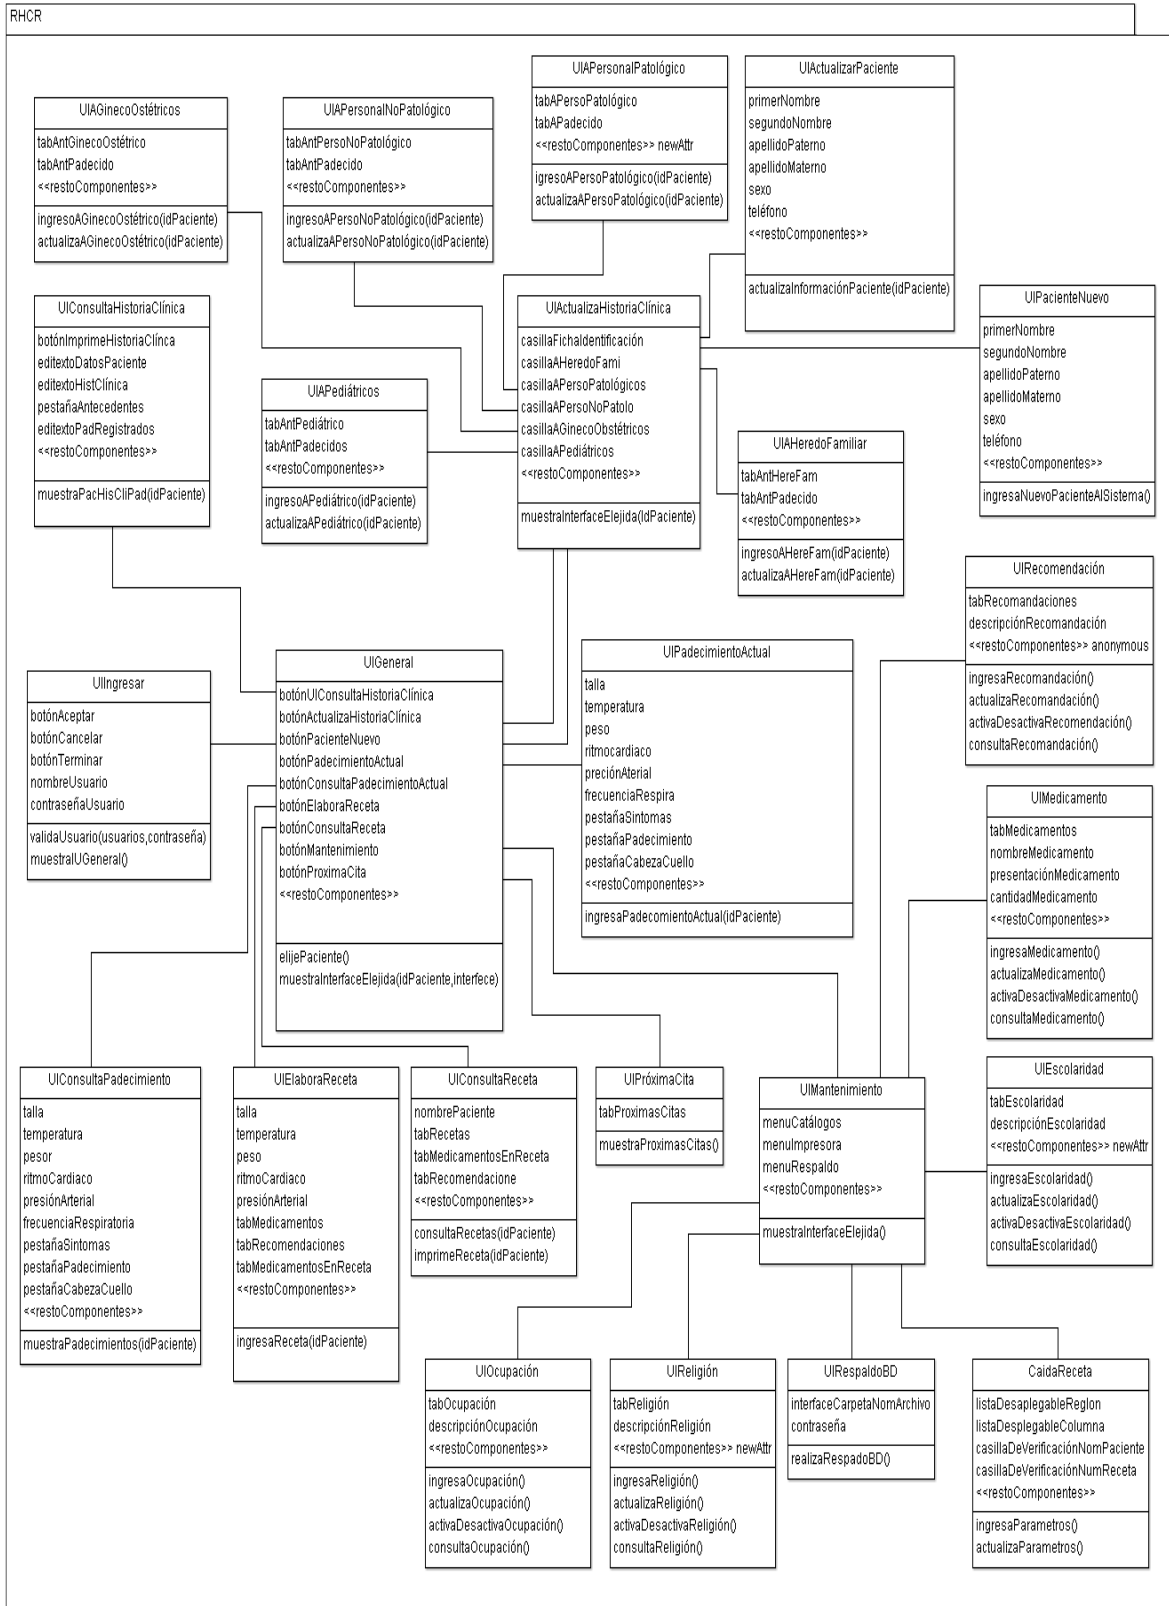 RHCR
UIAGinecoOstétricos
tabAntGinecoOstétrico
tabAntPadecido
<<restoComponentes>>
ingresoAGinecoOstétrico(idPaciente)
actualizaAGinecoOstétrico(idPaciente)
UIAPersonalNoPatológico
tabAntPersoNoPatológico
tabAntPadecido
<<restoComponentes>>
ingresoAPersoNoPatológico(idPaciente)
actualizaAPersoNoPatológico(idPaciente)
UIAPersonalPatológico
tabAPersoPatológico
tabAPadecido
<<restoComponentes>> newAttr
igresoAPersoPatológico(idPaciente)
actualizaAPersoPatológico(idPaciente)
UIActualizarPaciente
primerNombre
segundoNombre
apellidoPaterno
apellidoMaterno
sexo
teléfono
<<restoComponentes>>
actualizaInformaciónPaciente(idPaciente)
UIConsultaHistoriaClínica
botónImprimeHistoriaClínca
editextoDatosPaciente
editextoHistClínica
pestañaAntecedentes
editextoPadRegistrados
<<restoComponentes>>
muestraPacHisCliPad(idPaciente)
UIAPediátricos
tabAntPediátrico
tabAntPadecidos
<<restoComponentes>>
ingresoAPediátrico(idPaciente)
actualizaAPediátrico(idPaciente)
UIActualizaHistoriaClínica
casillaFichaIdentificación
casillaAHeredoFami
casillaAPersoPatológicos
casillaAPersoNoPatolo
casillaAGinecoObstétricos
casillaAPediátricos
<<restoComponentes>>
muestraInterfaceElejida(IdPaciente)
UIPacienteNuevo
primerNombre
segundoNombre
apellidoPaterno
apellidoMaterno
sexo
teléfono
<<restoComponentes>>
ingresaNuevoPacienteAlSistema()
UIAHeredoFamiliar
tabAntHereFam
tabAntPadecido
<<restoComponentes>>
ingresoAHereFam(idPaciente)
actualizaAHereFam(idPaciente)
UIRecomendación
tabRecomandaciones
descripciónRecomandación
<<restoComponentes>> anonymous
ingresaRecomandación()
actualizaRecomandación()
activaDesactivaRecomendación()
consultaRecomandación()
UIIngresar
botónAceptar
botónCancelar
botónTerminar
nombreUsuario
contraseñaUsuario
validaUsuario(usuarios,contraseña)
muestraIUGeneral()
UIGeneral
botónUIConsultaHistoriaClínica
botónActualizaHistoriaClínica
botónPacienteNuevo
botónPadecimientoActual
botónConsultaPadecimientoActual
botónElaboraReceta
botónConsultaReceta
botónMantenimiento
botónProximaCita
<<restoComponentes>>
elijePaciente()
muestraInterfaceElejida(idPaciente,interfece)
UIPadecimientoActual
talla
temperatura
peso
ritmocardiaco
preciónAterial
frecuenciaRespira
pestañaSintomas
pestañaPadecimiento
pestañaCabezaCuello
<<restoComponentes>>
ingresaPadecomientoActual(idPaciente)
UIMedicamento
tabMedicamentos
nombreMedicamento
presentaciónMedicamento
cantidadMedicamento
<<restoComponentes>>
ingresaMedicamento()
actualizaMedicamento()
activaDesactivaMedicamento()
consultaMedicamento()
UIConsultaPadecimiento
talla
temperatura
pesor
ritmoCardiaco
presiónArterial
frecuenciaRespiratoria
pestañaSintomas
pestañaPadecimiento
pestañaCabezaCuello
<<restoComponentes>>
muestraPadecimientos(idPaciente)
UIElaboraReceta
talla
temperatura
peso
ritmoCardiaco
presiónArterial
tabMedicamentos
tabRecomendaciones
tabMedicamentosEnReceta
<<restoComponentes>>
ingresaReceta(idPaciente)
UIConsultaReceta
nombrePaciente
tabRecetas
tabMedicamentosEnReceta
tabRecomendacione
<<restoComponentes>>
consultaRecetas(idPaciente)
imprimeReceta(idPaciente)
UIPróximaCita
tabProximasCitas
muestraProximasCitas()
UIMantenimiento
menuCatálogos
menuImpresora
menuRespaldo
<<restoComponentes>>
muestraInterfaceElejida()
UIEscolaridad
tabEscolaridad
descripciónEscolaridad
<<restoComponentes>> newAttr
ingresaEscolaridad()
actualizaEscolaridad()
activaDesactivaEscolaridad()
consultaEscolaridad()
UIOcupación
tabOcupación
descripciónOcupación
<<restoComponentes>>
ingresaOcupación()
actualizaOcupación()
activaDesactivaOcupación()
consultaOcupación()
UIReligión
tabReligión
descripciónReligión
<<restoComponentes>> newAttr
ingresaReligión()
actualizaReligión()
activaDesactivaReligión()
consultaReligión()
UIRespaldoBD
interfaceCarpetaNomArchivo
contraseña
realizaRespadoBD()
CaidaReceta
listaDesaplegableReglon
listaDesplegableColumna
casillaDeVerificaciónNomPaciente
casillaDeVerificaciónNumReceta
<<restoComponentes>>
ingresaParametros()
actualizaParametros()